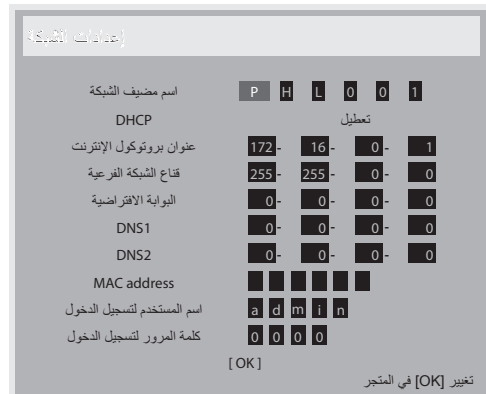 إعدادات الشبكة
اسم مضيف الشبكة P H L 0 0 1
DHCP تعطيل
عنوان بروتوكول الإنترنت 172 - 16 - 0 - 1
قناع الشبكة الفرعية 255 - 255 - 0 - 0
البوابة الافتراضية 0 - 0 - 0 - 0
DNS1 0 - 0 - 0 - 0
DNS2 0 - 0 - 0 - 0
MAC address
اسم المستخدم لتسجيل الدخول a d m i n
كلمة المرور لتسجيل الدخول 0 0 0 0
[ OK ]
تغيير [OK] في المتجر